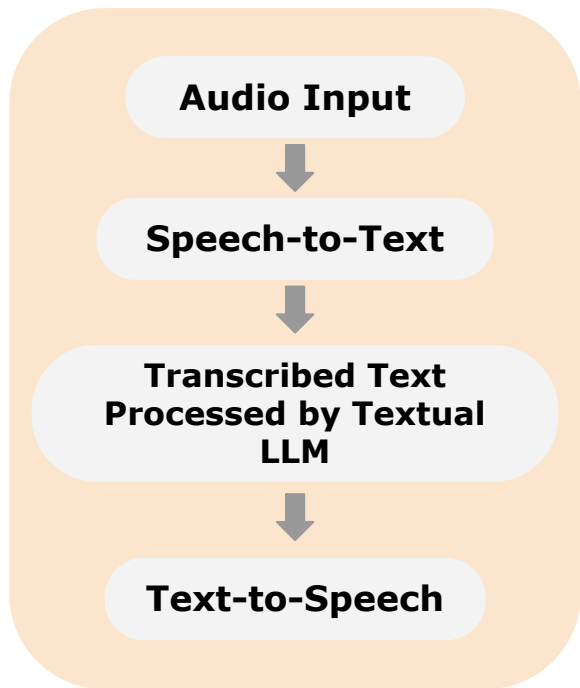 Audio Input
Speech-to-Text
Transcribed Text
Processed by Textual
LLM
Text-to-Speech